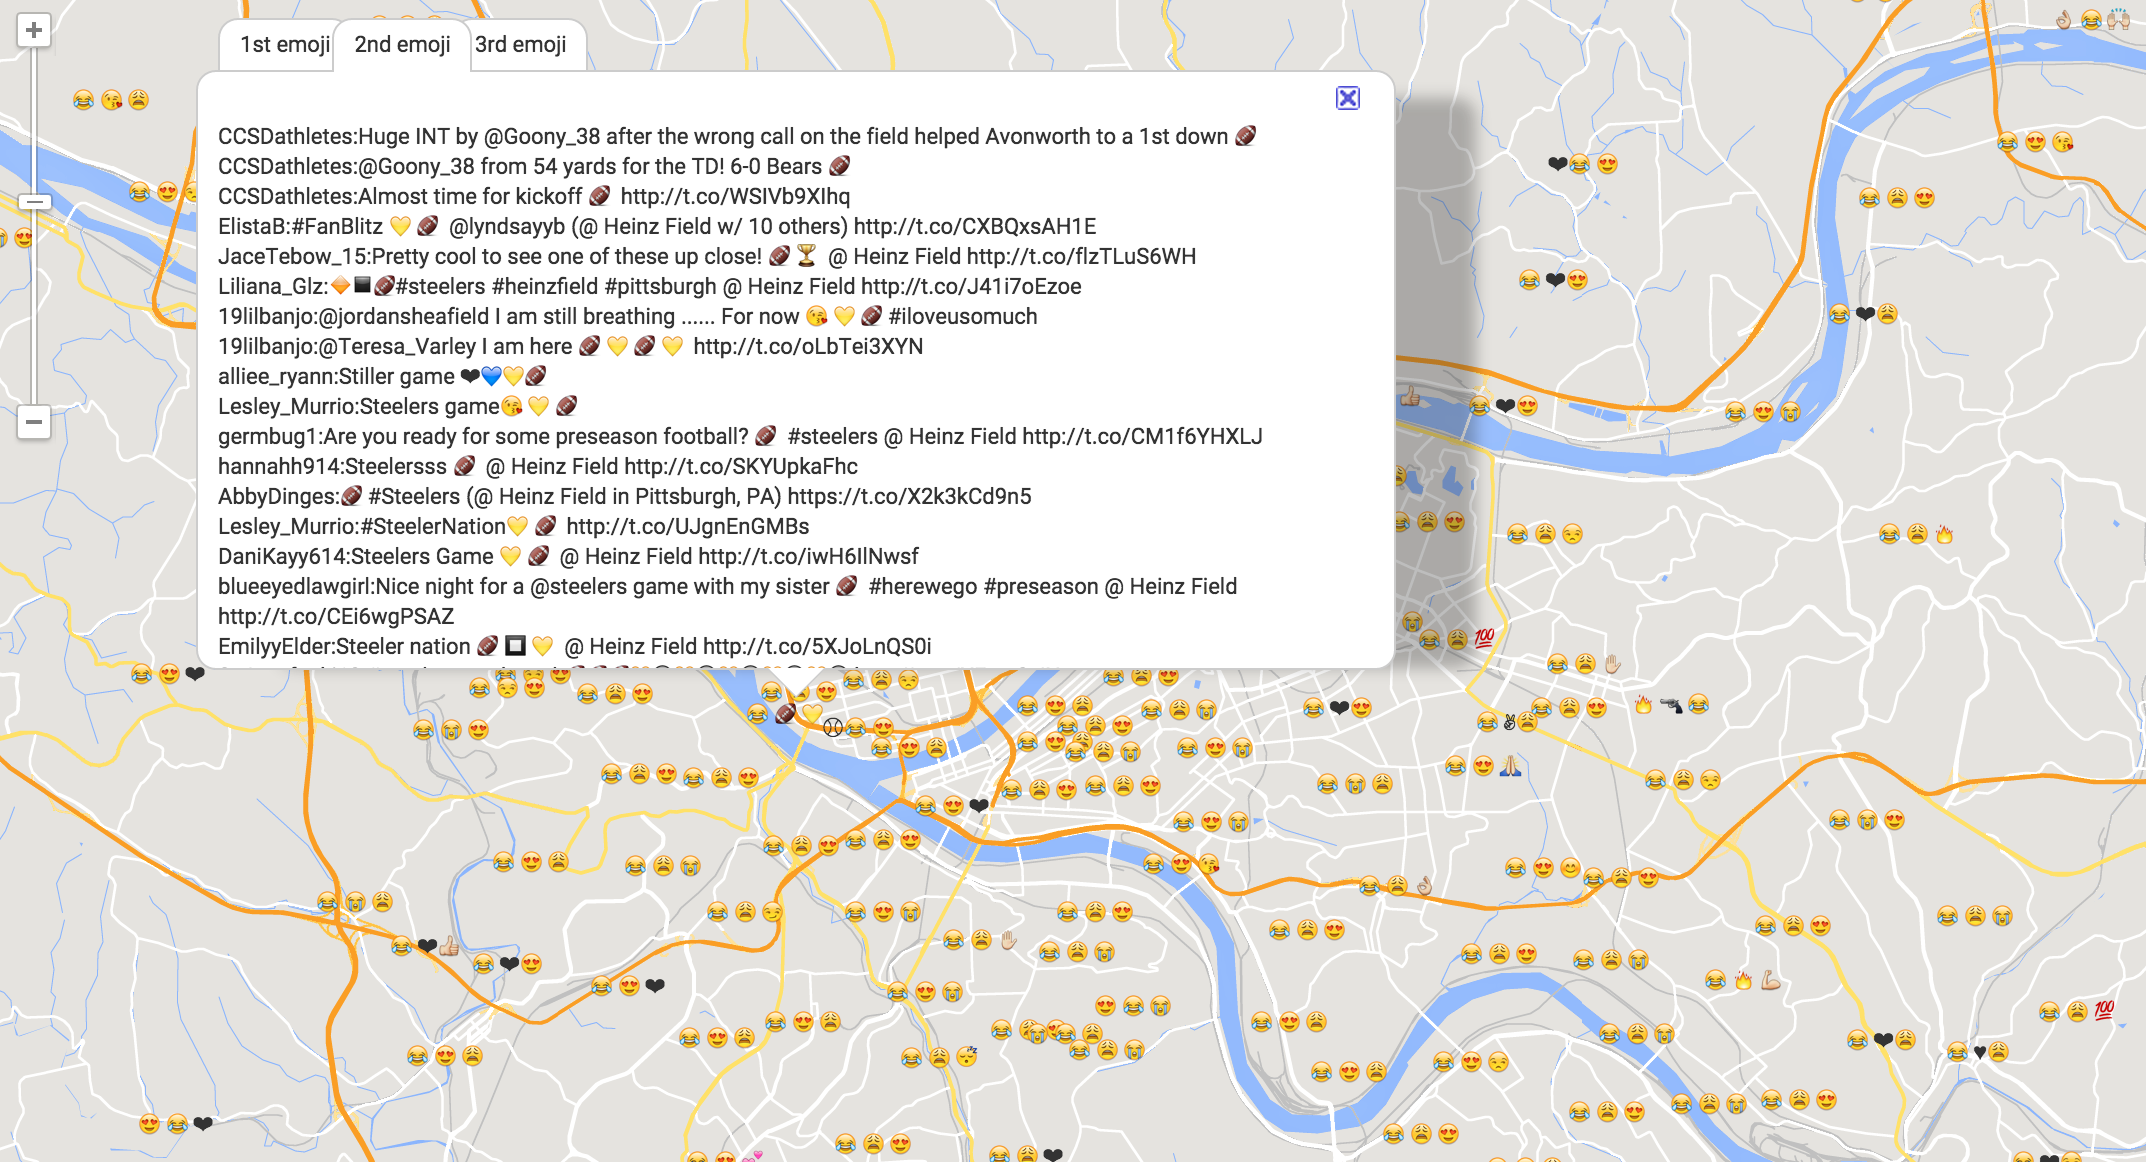 1st emoji
2nd emoji
3rd emoji
CCSDathletes:Huge INT by @Goony_38 after the wrong call on the field helped Avonworth to a 1st down 🏈
CCSDathletes:@Goony_38 from 54 yards for the TD! 6-0 Bears 🏈
CCSDathletes:Almost time for kickoff 🏈 http://t.co/WSIVb9XIhq
ElistaB:#FanBlitz 💛🏈 @lyndsayyb (@ Heinz Field w/ 10 others) http://t.co/CXBQxsAH1E
JaceTebow_15:Pretty cool to see one of these up close! 🏈🏆 @ Heinz Field http://t.co/flzTLuS6WH
Liliana_Glz:🔶⬛🏈#steelers #heinzfield #pittsburgh @ Heinz Field http://t.co/J41i7oEzoe
19lilbanjo:@jordansheafield I am still breathing ...... For now 😘💛🏈 #iloveusomuch
19lilbanjo:@Teresa_Varley I am here 🏈💛🏈💛 http://t.co/oLbTei3XYN
alliee_ryann:Stiller game ❤💙💛🏈
Lesley_Murrio:Steelers game😘💛🏈
germbug1:Are you ready for some preseason football? 🏈 #steelers @ Heinz Field http://t.co/CM1f6YHXLJ
hannahh914:Steelersss 🏈 @ Heinz Field http://t.co/SKYUpkaFhc
AbbyDinges:🏈 #Steelers (@ Heinz Field in Pittsburgh, PA) https://t.co/X2k3kCd9n5
Lesley_Murrio:#SteelerNation💛🏈 http://t.co/UJgnEnGMBs
DaniKayy614:Steelers Game 💛🏈 @ Heinz Field http://t.co/iwH6IlNwsf
blueeyedlawgirl:Nice night for a @steelers game with my sister 🏈 #herewego #preseason @ Heinz Field
http://t.co/CEi6wgPSAZ
EmilyyElder:Steeler nation 🏈🔲💛 @ Heinz Field http://t.co/5XJoLnQS0i